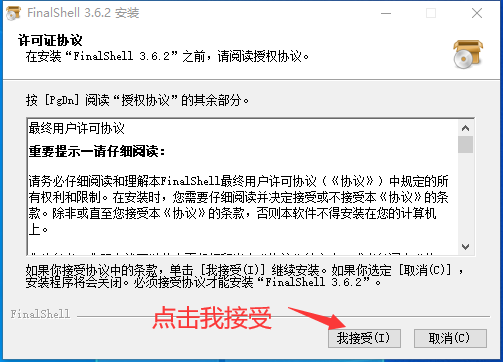 FinalShell 3.6.2 安装
许可证协议
在安装“FinalShell 3.6.2”之前,请阅读授权协议。
按 [PgDn] 阅读“授权协议”的其余部分。
最终用户许可协议
重要提示—请仔细阅读：
请务必仔细阅读和理解本FinalShell最终用户许可协议（《协议》）中规定的所
有权利和限制。在安装时，您需要仔细阅读并决定接受或不接受本《协议》的条
款。除非或直至您接受本《协议》的条款，否则本软件不得安装在您的计算机
上。
如果你接受协议中的条款，单击 [我接受(I)] 继续安装。如果你选定 [取消(C)] ，
安装程序将会关闭。必须接受协议才能安装“FinalShell 3.6.2”。
FinalShell
点击我接受
我接受(I)
取消(C)